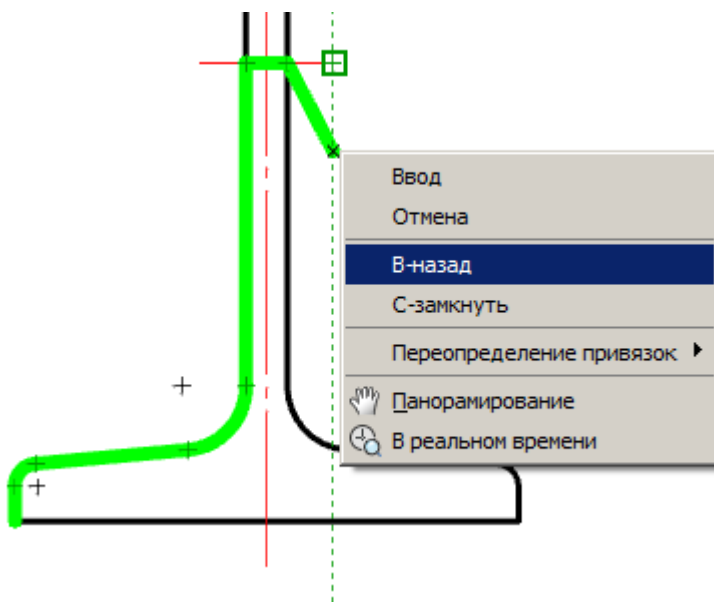 Ввод
Отмена
В-назад
С-замкнуть
Переопределение привязок
Панорамирование
В реальном времени